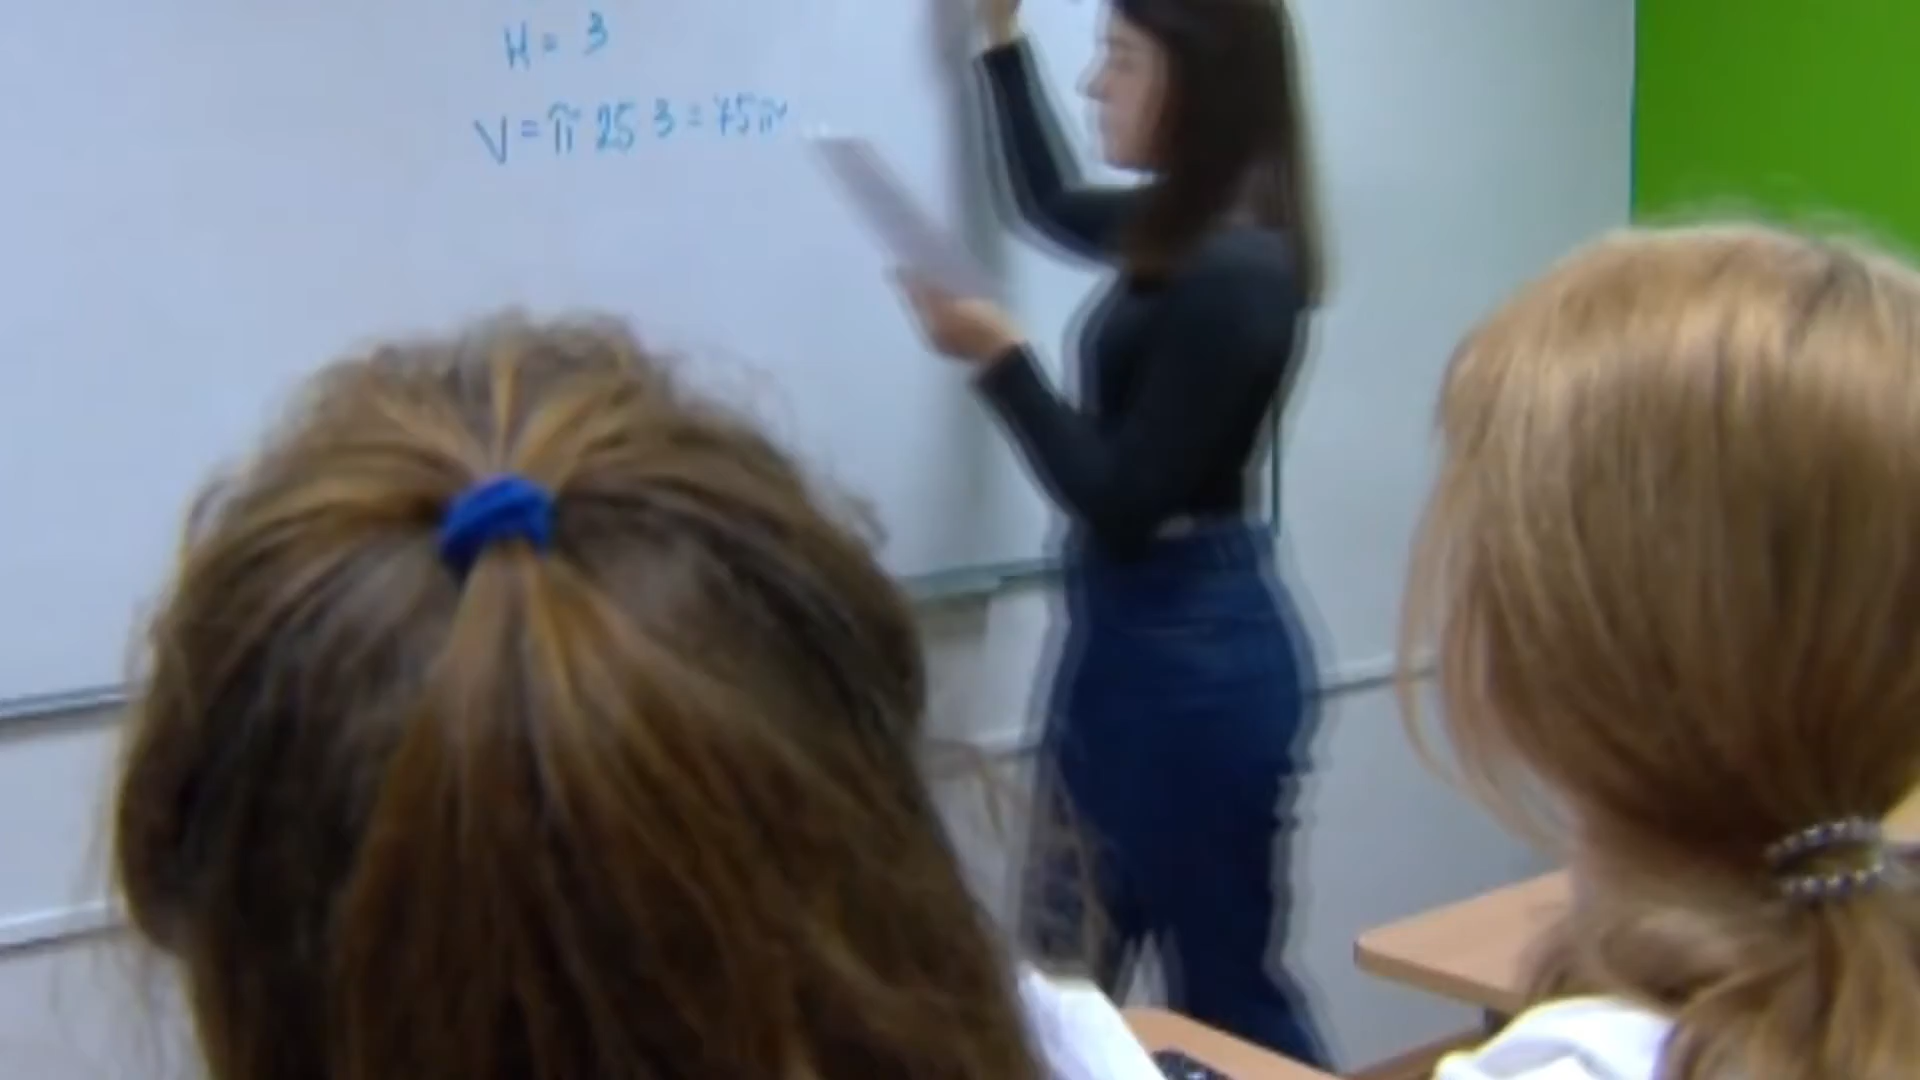 H = 3
V = π 25 3 = 75π